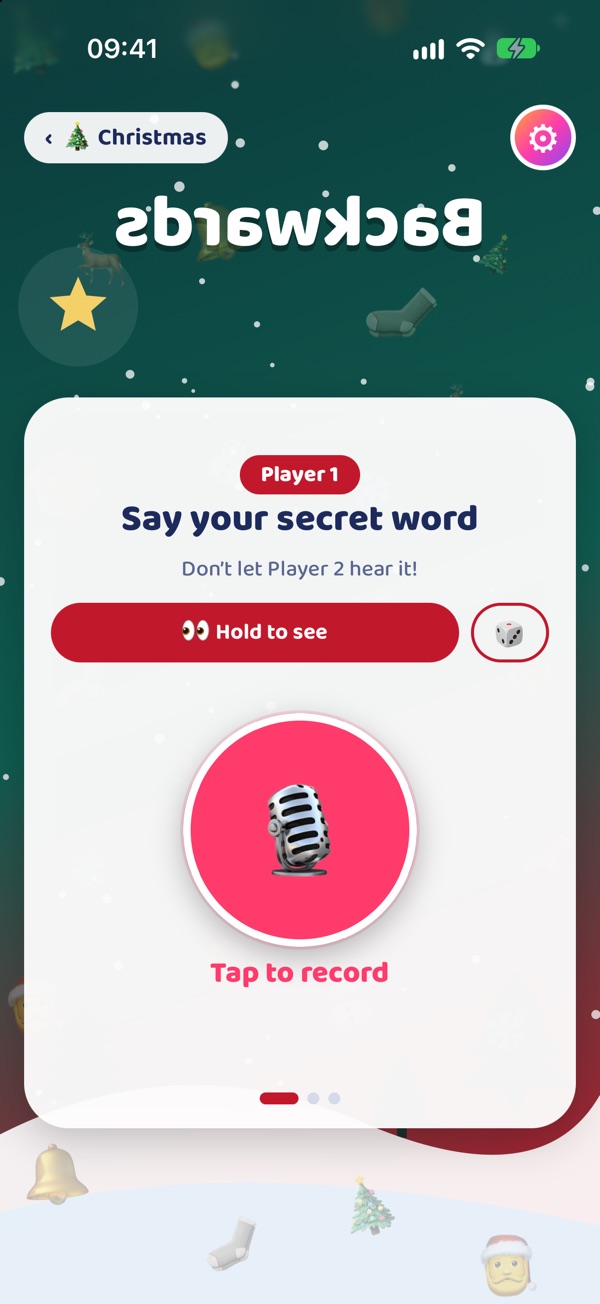 09:41
‹ 🎄 Christmas
Backwards
Player 1
Say your secret word
Don't let Player 2 hear it!
👀 Hold to see
Tap to record